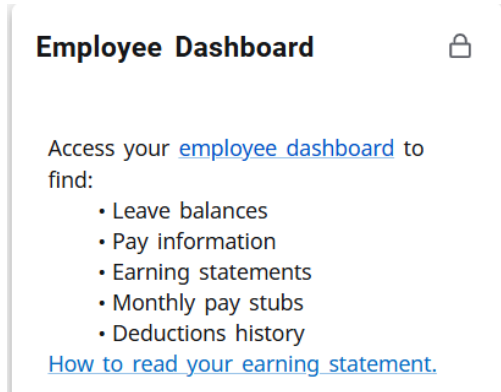 Employee Dashboard
Access your employee dashboard to
find:
• Leave balances
• Pay information
• Earning statements
• Monthly pay stubs
• Deductions history
How to read your earning statement.